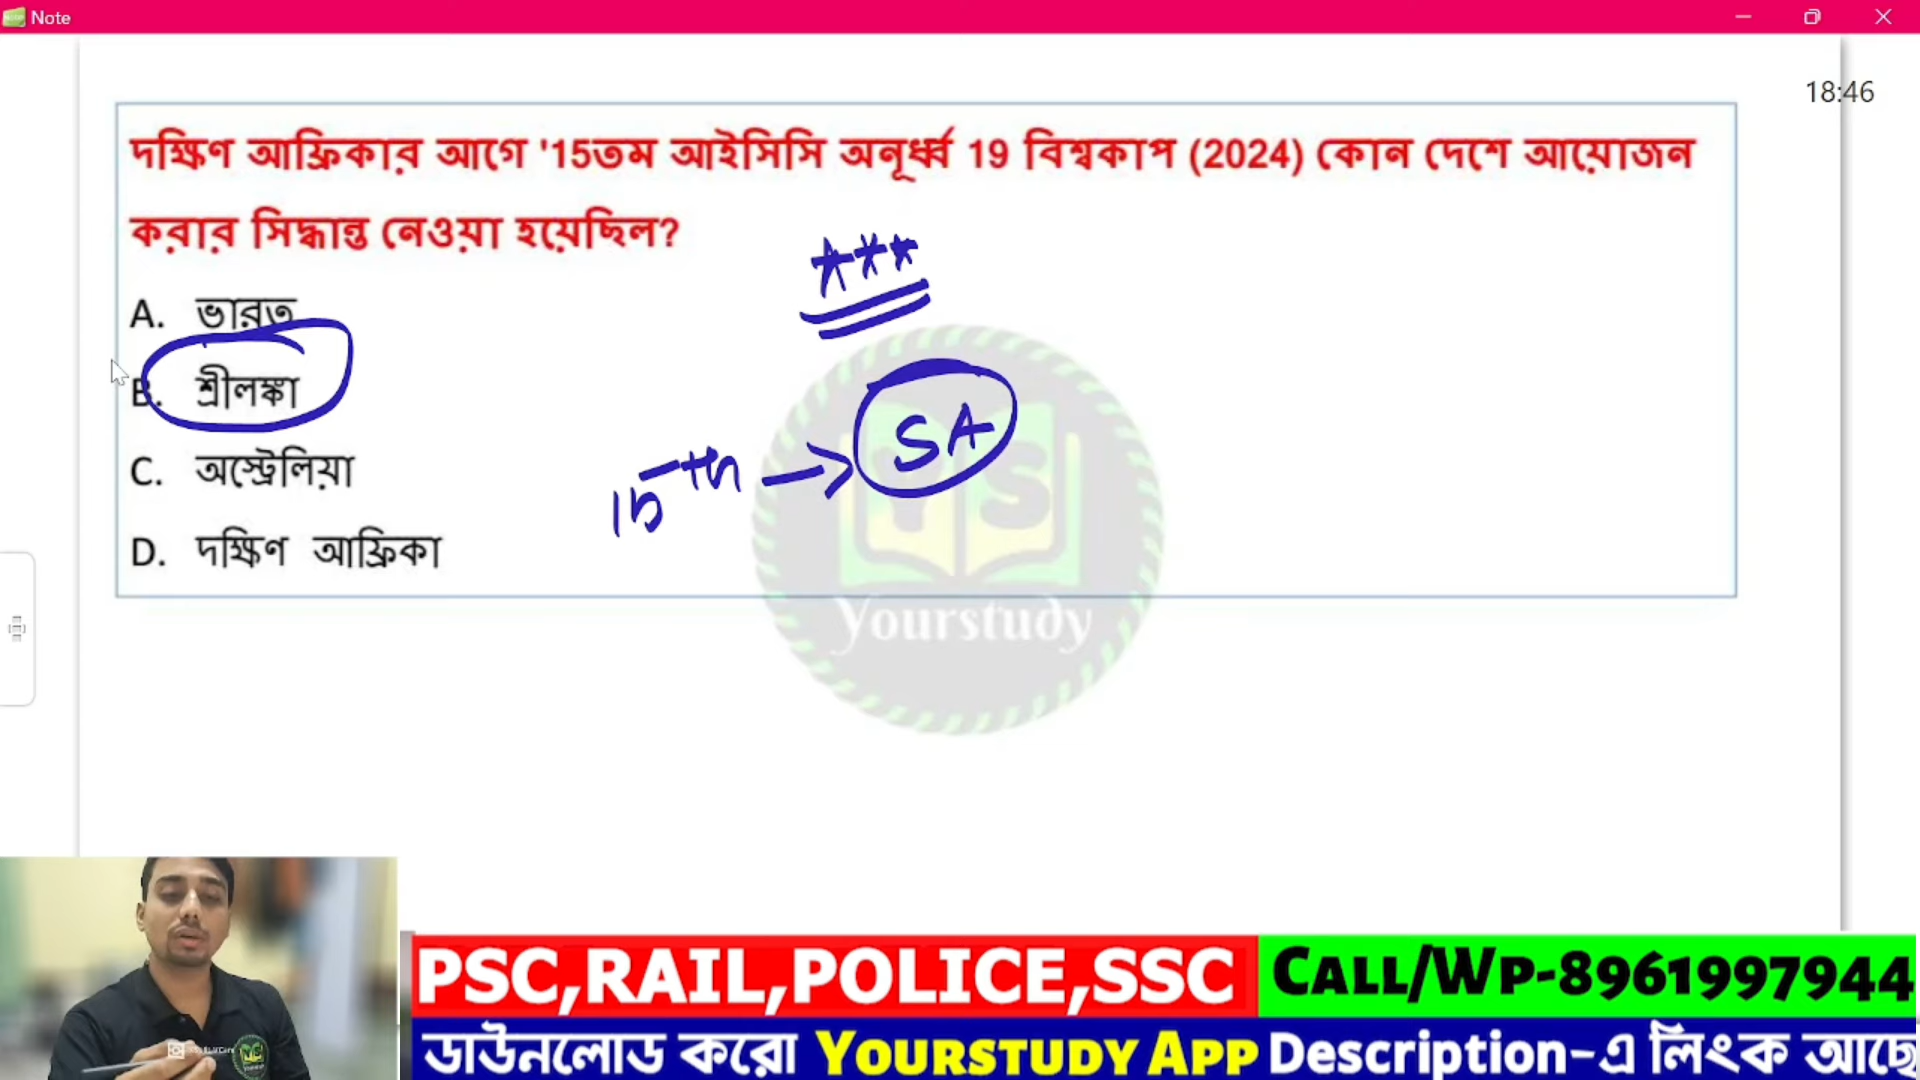 Note
18:46
দক্ষিণ আফ্রিকার আগে '15তম আইসিসি অনূর্ধ্ব 19 বিশ্বকাপ (2024) কোন দেশে আয়োজন
করার সিদ্ধান্ত নেওয়া হয়েছিল?
A. ভারত
B. শ্রীলঙ্কা
C. অস্ট্রেলিয়া
D. দক্ষিণ আফ্রিকা
15th → SA
YS
Yourstudy
PSC,RAIL,POLICE,SSC
CALL/WP-8961997944
ডাউনলোড করো YOURSTUDY APP Description-এ লিংক আছে